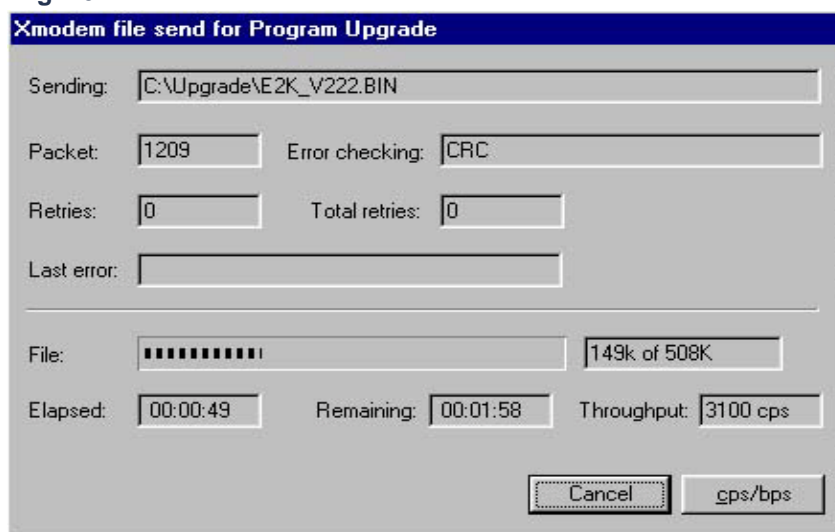 Xmodem file send for Program Upgrade
Sending: C:\Upgrade\E2K_V222.BIN
Packet: 1209 Error checking: CRC
Retries: 0 Total retries: 0
Last error:
File: 149k of 508K
Elapsed: 00:00:49 Remaining: 00:01:58 Throughput: 3100 cps
Cancel cps/bps